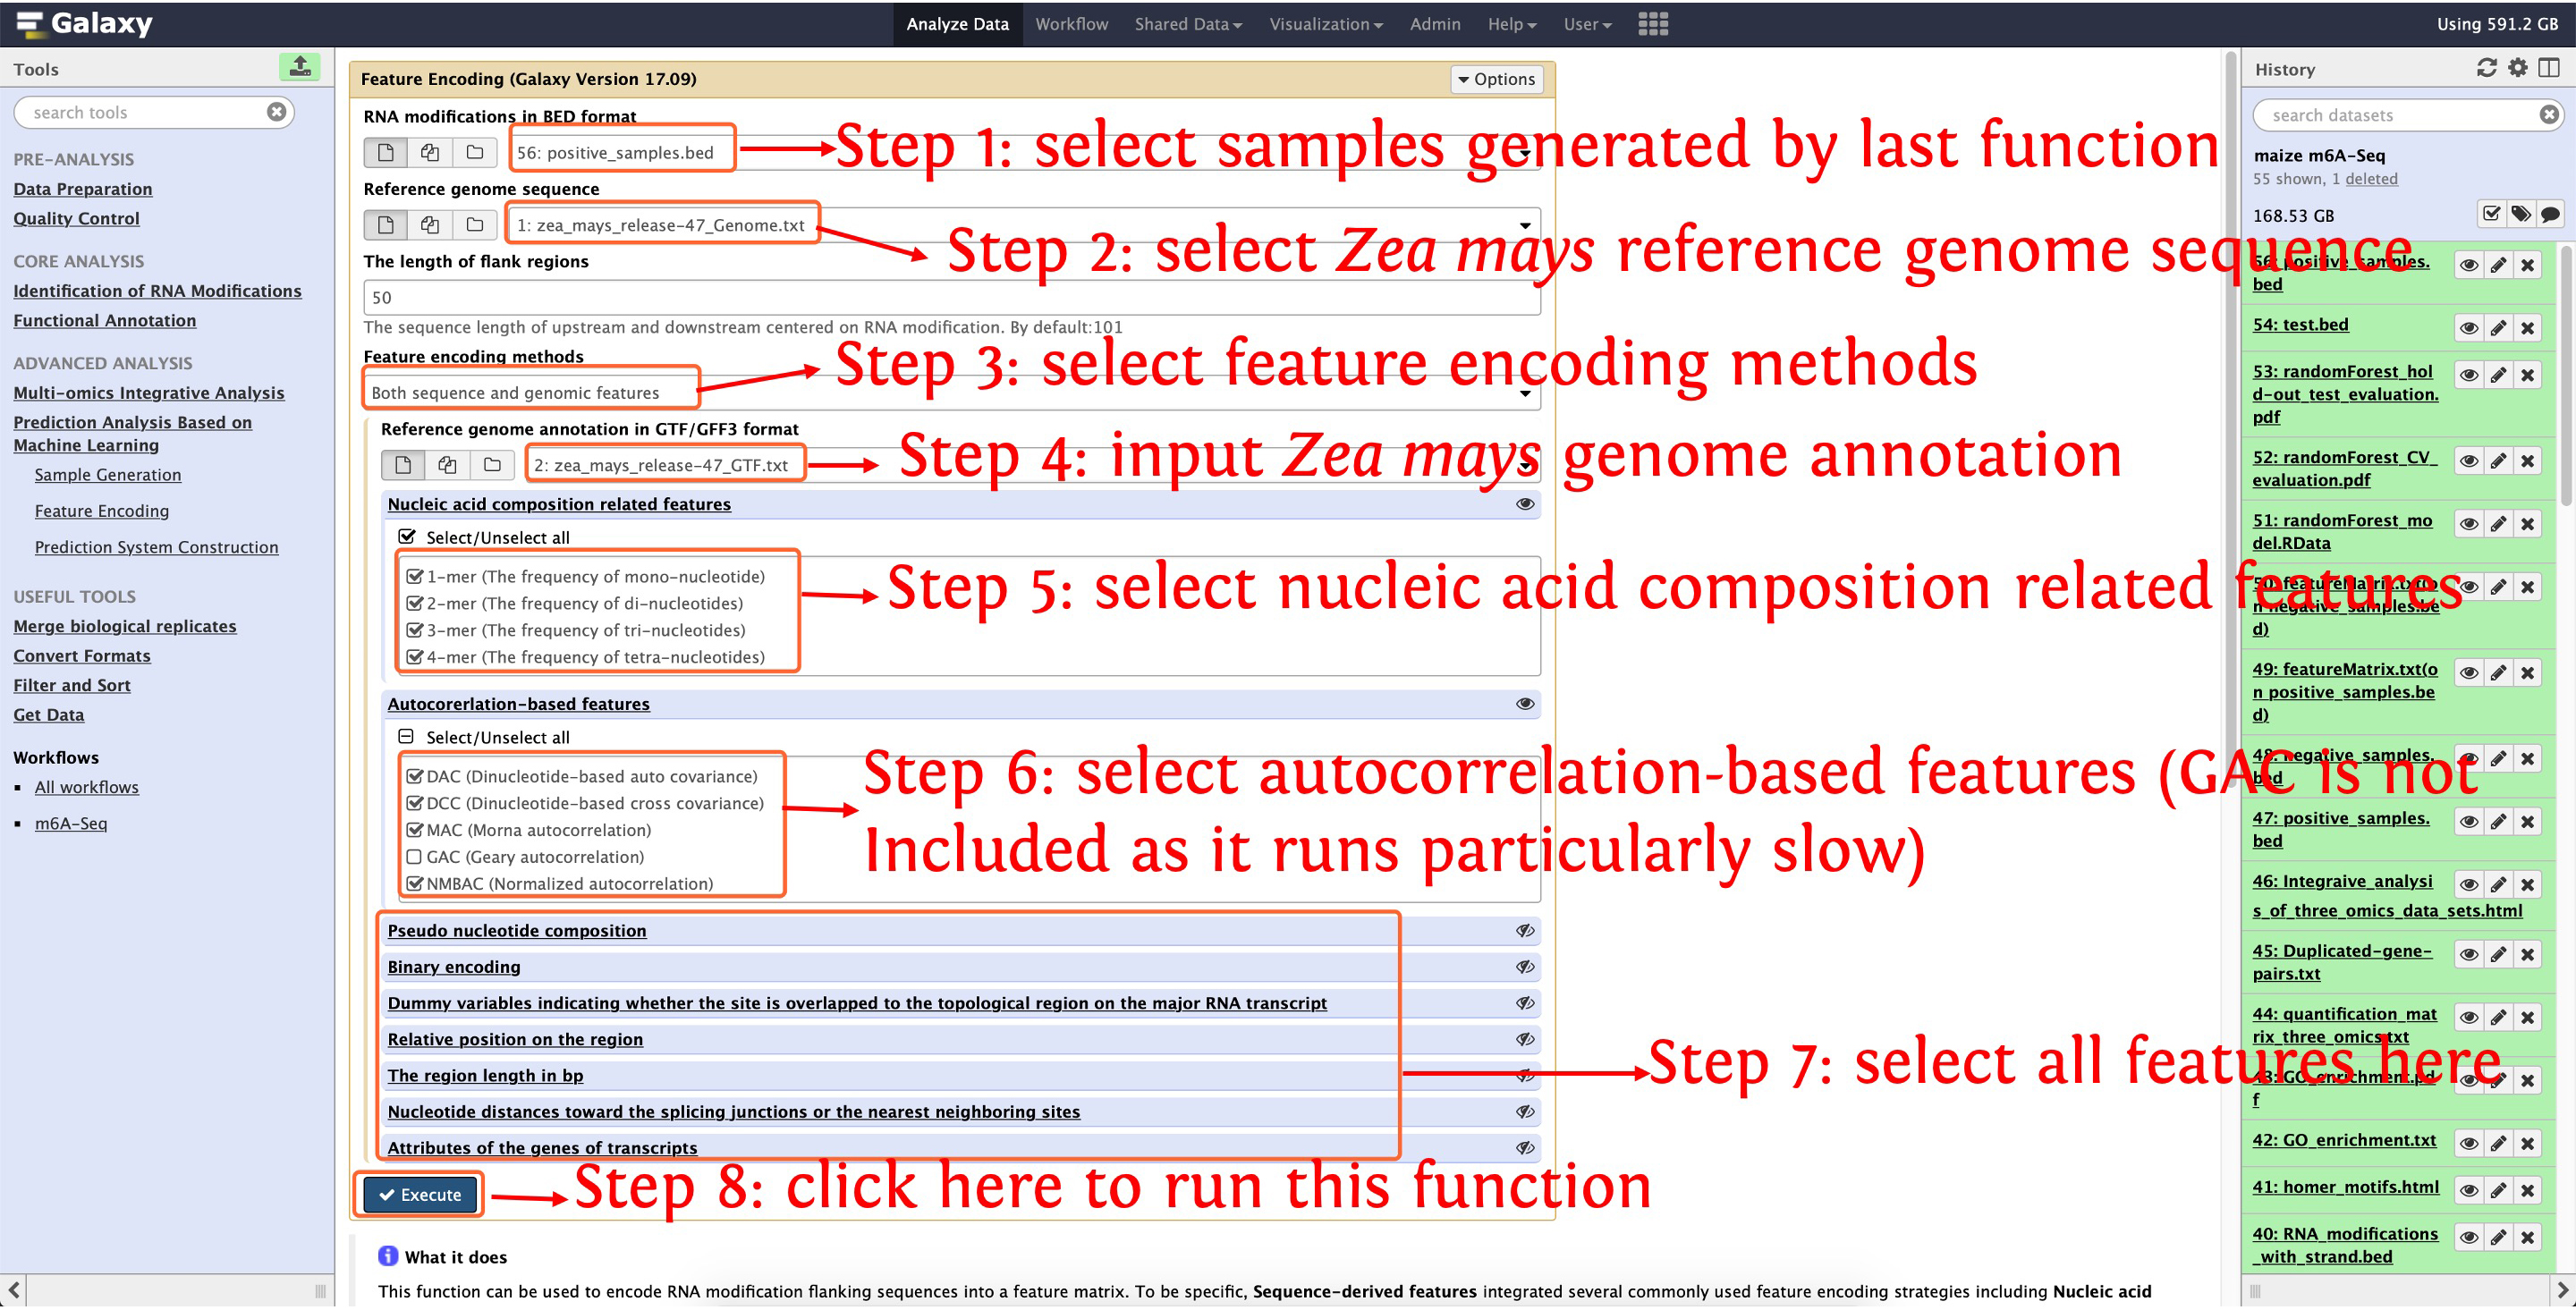 Galaxy
Analyze Data Workflow Shared Data Visualization Admin Help User
Using 591.2 GB
Tools
search tools
PRE-ANALYSIS
Data Preparation
Quality Control
CORE ANALYSIS
Identification of RNA Modifications
Functional Annotation
ADVANCED ANALYSIS
Multi-omics Integrative Analysis
Prediction Analysis Based on
Machine Learning
Sample Generation
Feature Encoding
Prediction System Construction
USEFUL TOOLS
Merge biological replicates
Convert Formats
Filter and Sort
Get Data
Workflows
All workflows
m6A-Seq
Feature Encoding (Galaxy Version 17.09)
Options
RNA modifications in BED format
56: positive_samples.bed
Step 1: select samples generated by last function
Reference genome sequence
1: zea_mays_release-47_Genome.txt
Step 2: select Zea mays reference genome sequence
The length of flank regions
50
The sequence length of upstream and downstream centered on RNA modification. By default:101
Feature encoding methods
Both sequence and genomic features
Step 3: select feature encoding methods
Reference genome annotation in GTF/GFF3 format
2: zea_mays_release-47_GTF.txt
Step 4: input Zea mays genome annotation
Nucleic acid composition related features
Select/Unselect all
1-mer (The frequency of mono-nucleotide)
2-mer (The frequency of di-nucleotides)
3-mer (The frequency of tri-nucleotides)
4-mer (The frequency of tetra-nucleotides)
Step 5: select nucleic acid composition related features
Autocorerlation-based features
Select/Unselect all
DAC (Dinucleotide-based auto covariance)
DCC (Dinucleotide-based cross covariance)
MAC (Morna autocorrelation)
GAC (Geary autocorrelation)
NMBAC (Normalized autocorrelation)
Step 6: select autocorrelation-based features (GAC is not
Included as it runs particularly slow)
Pseudo nucleotide composition
Binary encoding
Dummy variables indicating whether the site is overlapped to the topological region on the major RNA transcript
Relative position on the region
The region length in bp
Nucleotide distances toward the splicing junctions or the nearest neighboring sites
Attributes of the genes of transcripts
Step 7: select all features here
Execute
Step 8: click here to run this function
What it does
This function can be used to encode RNA modification flanking sequences into a feature matrix. To be specific, Sequence-derived features integrated several commonly used feature encoding strategies including Nucleic acid
History
search datasets
maize m6A-Seq
55 shown, 1 deleted
168.53 GB
56: positive_samples.
bed
54: test.bed
53: randomForest_hol
d-out_test_evaluation.
pdf
52: randomForest_CV_
evaluation.pdf
51: randomForest_mo
del.RData
50: featureMatrix.txt(o
n negative_samples.be
d)
49: featureMatrix.txt(o
n positive_samples.be
d)
48: negative_samples.
bed
47: positive_samples.
bed
46: Integraive_analysi
s_of_three_omics_data_sets.html
45: Duplicated-gene-
pairs.txt
44: quantification_mat
rix_three_omics.txt
43: GO_enrichment.pd
f
42: GO_enrichment.txt
41: homer_motifs.html
40: RNA_modifications
_with_strand.bed